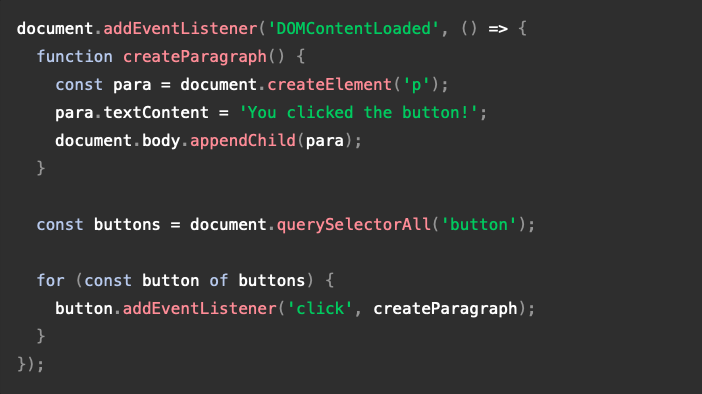 document.addEventListener('DOMContentLoaded', () => {
  function createParagraph() {
    const para = document.createElement('p');
    para.textContent = 'You clicked the button!';
    document.body.appendChild(para);
  }

  const buttons = document.querySelectorAll('button');

  for (const button of buttons) {
    button.addEventListener('click', createParagraph);
  }
});